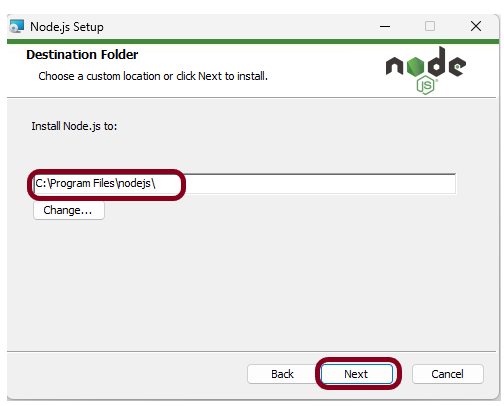 Node.js Setup
Destination Folder
Choose a custom location or click Next to install.
node
JS
Install Node.js to:
C:\Program Files\nodejs\
Change...
Back
Next
Cancel